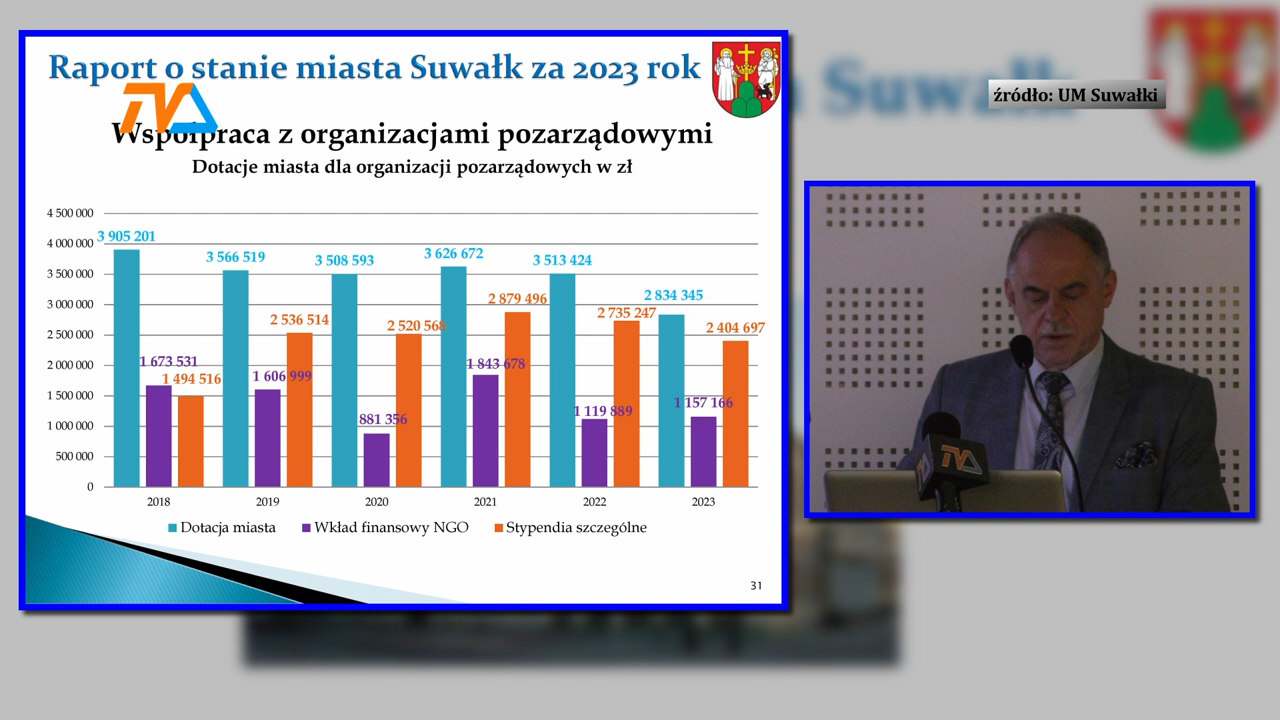 Raport o stanie miasta Suwałk za 2023 rok
TVA
Współpraca z organizacjami pozarządowymi
Dotacje miasta dla organizacji pozarządowych w zł
4 500 000
4 000 000
3 500 000
3 000 000
2 500 000
2 000 000
1 500 000
1 000 000
500 000
0
3 905 201
1 673 531
1 494 516
3 566 519
1 606 999
2 536 514
3 508 593
881 356
2 520 568
3 626 672
1 843 678
2 879 496
3 513 424
1 119 889
2 735 247
2 834 345
1 157 166
2 404 697
2018 2019 2020 2021 2022 2023
Dotacja miasta Wkład finansowy NGO Stypendia szczególne
31
a Suwałk
źródło: UM Suwałki
TVA